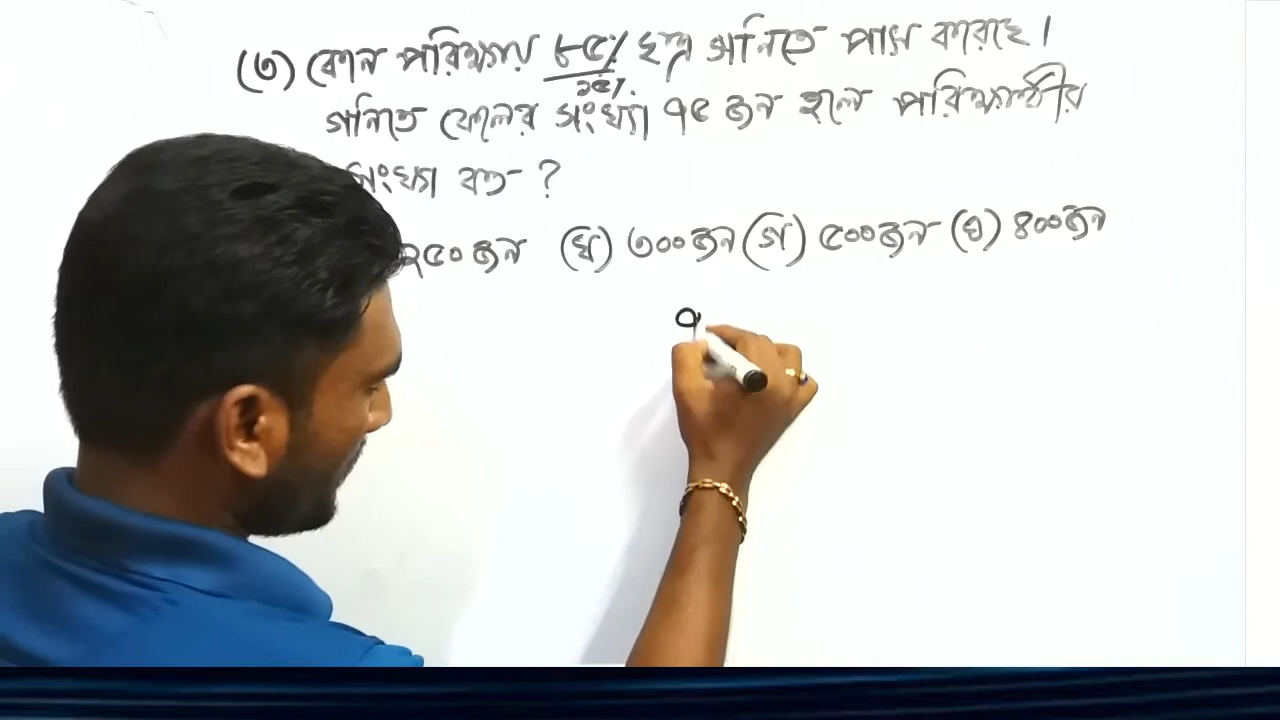 (৩) কোন পরিক্ষায় ৮৫% ছাত্র গনিতে পাস করেছে।
১৫%.
গনিতে ফেলের সংখ্যা ৭৫ জন হলে পরিক্ষার্থীর
সংখ্যা কত ?
২৫০ জন (খ) ৩০০ জন (গ) ৫০০ জন (ঘ) ৪০০ জন
৭